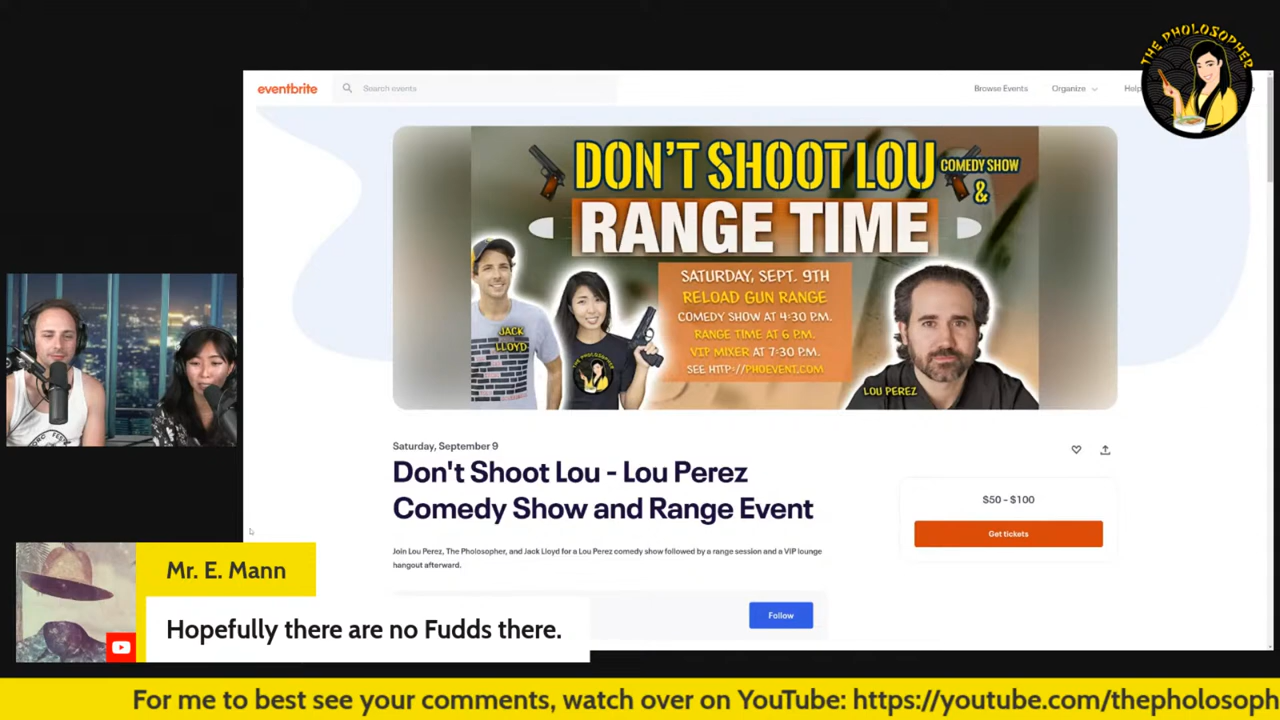 THE PHOLOSOPHER
eventbrite
Search events
Browse Events
Organize
Help
DON'T SHOOT LOU
COMEDY SHOW
&
RANGE TIME
SATURDAY, SEPT. 9TH
RELOAD GUN RANGE
COMEDY SHOW AT 4:30 P.M.
RANGE TIME AT 6 P.M.
VIP MIXER AT 7:30 P.M.
SEE HTTP://PHOEVENT.COM
JACK
LLOYD
THE PHOLOSOPHER
LOU PEREZ
Saturday, September 9
Don't Shoot Lou - Lou Perez
Comedy Show and Range Event
$50 – $100
Get tickets
Join Lou Perez, The Pholosopher, and Jack Lloyd for a Lou Perez comedy show followed by a range session and a VIP lounge
hangout afterward.
Follow
Mr. E. Mann
Hopefully there are no Fudds there.
For me to best see your comments, watch over on YouTube: https://youtube.com/thepholosoph